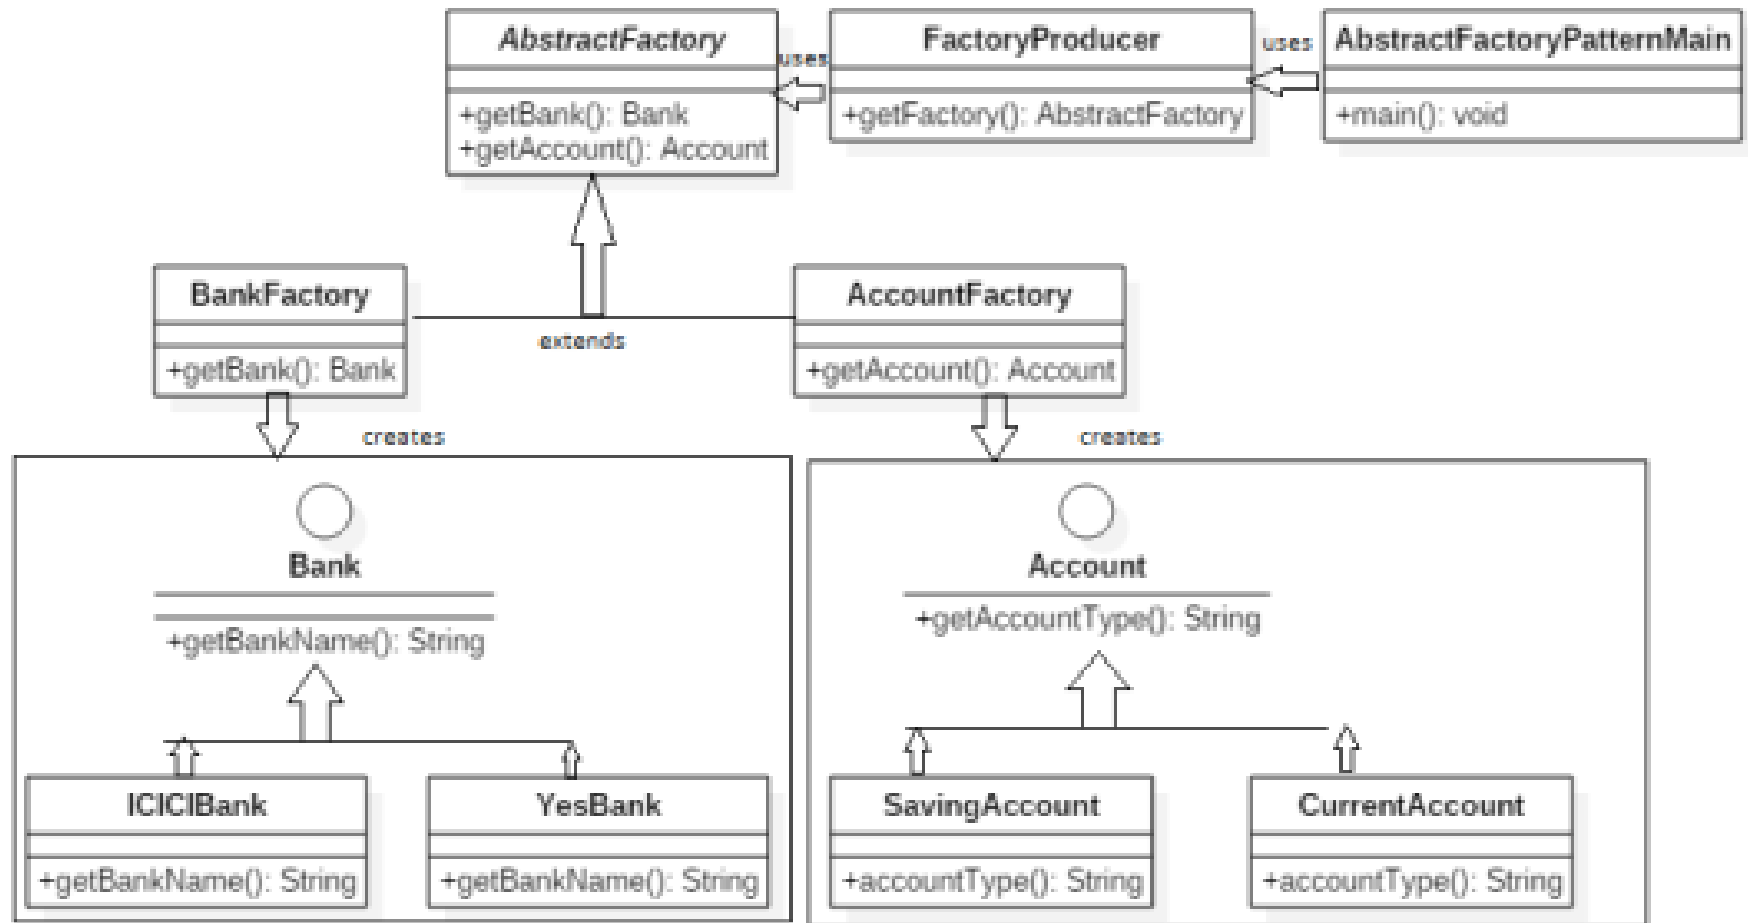 AbstractFactory
+getBank(): Bank
+getAccount(): Account
uses
FactoryProducer
+getFactory(): AbstractFactory
uses
AbstractFactoryPatternMain
+main(): void
BankFactory
+getBank(): Bank
extends
AccountFactory
+getAccount(): Account
creates
creates
Bank
+getBankName(): String
ICICIBank
+getBankName(): String
YesBank
+getBankName(): String
Account
+getAccountType(): String
SavingAccount
+accountType(): String
CurrentAccount
+accountType(): String